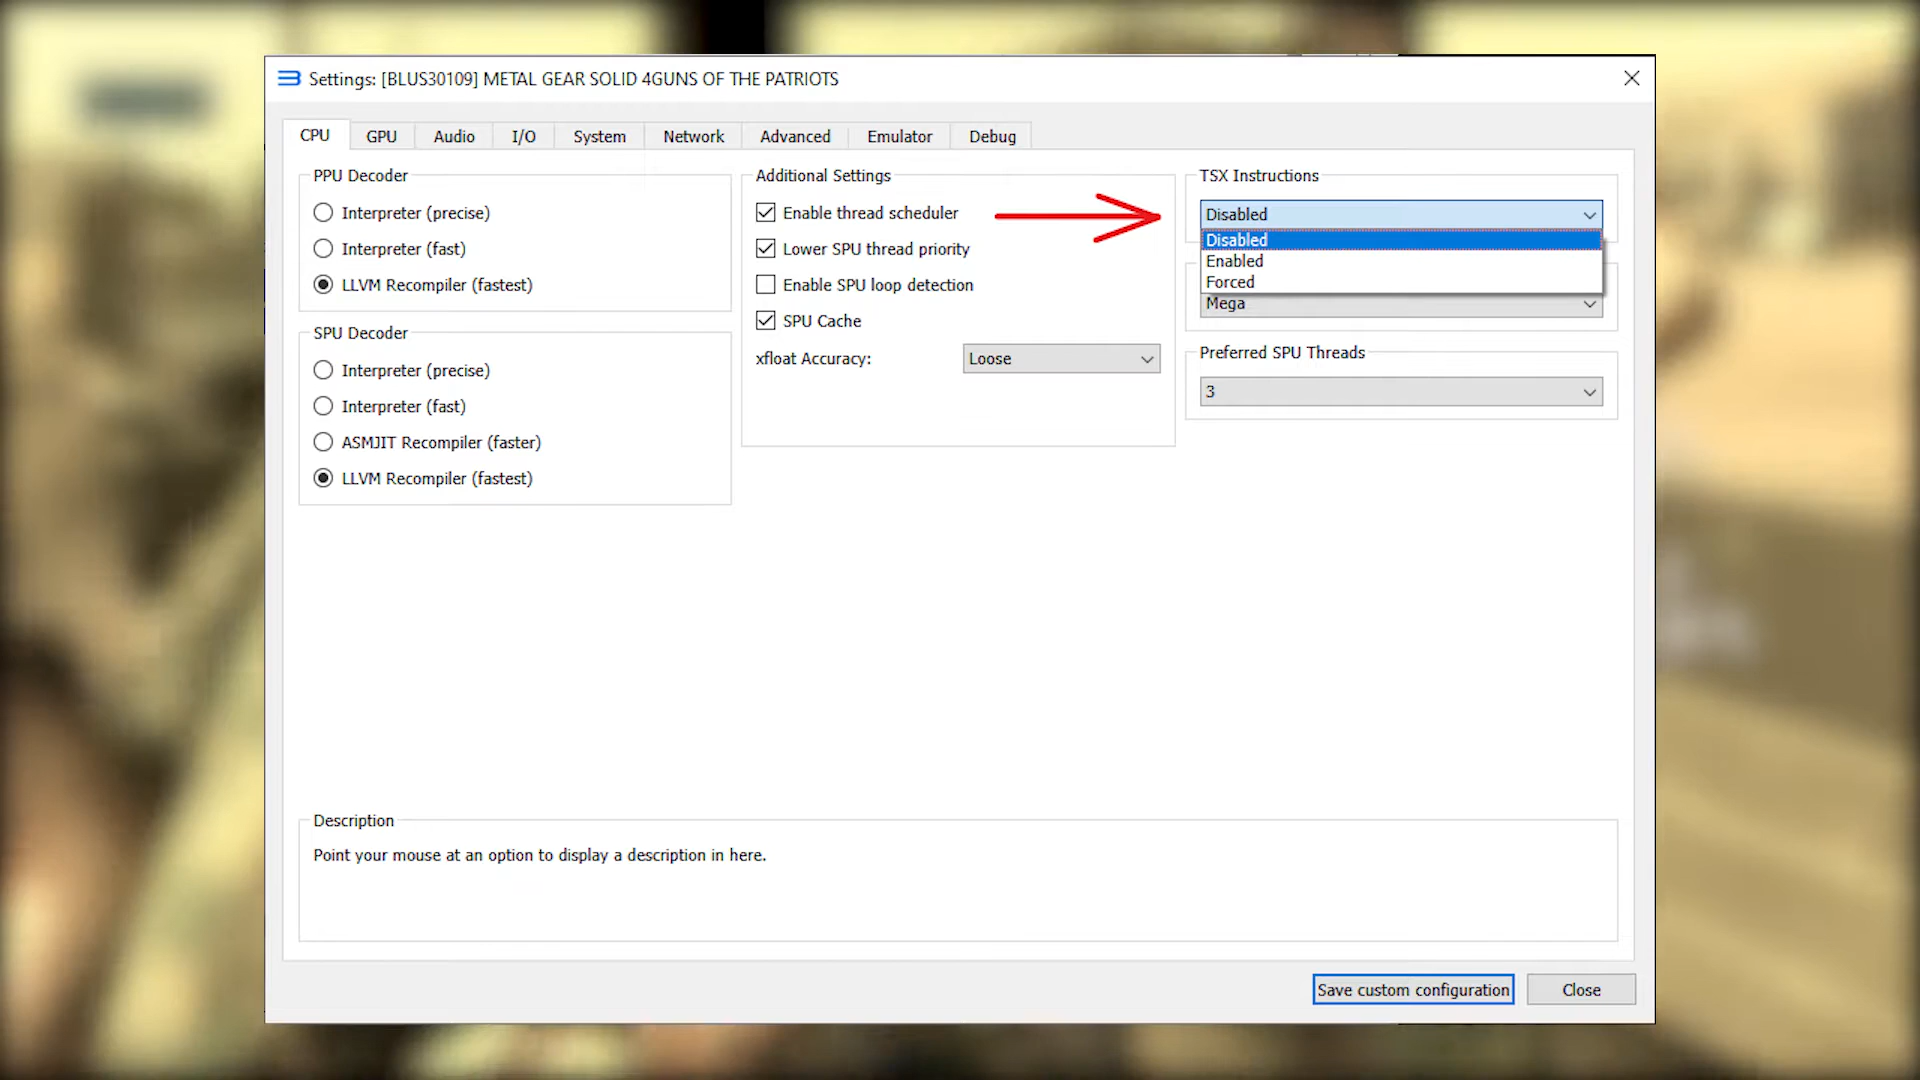 Settings: [BLUS30109] METAL GEAR SOLID 4GUNS OF THE PATRIOTS
CPU
GPU
Audio
I/O
System
Network
Advanced
Emulator
Debug
PPU Decoder
Interpreter (precise)
Interpreter (fast)
LLVM Recompiler (fastest)
SPU Decoder
Interpreter (precise)
Interpreter (fast)
ASMJIT Recompiler (faster)
LLVM Recompiler (fastest)
Additional Settings
Enable thread scheduler
Lower SPU thread priority
Enable SPU loop detection
SPU Cache
xfloat Accuracy:
Loose
TSX Instructions
Disabled
Disabled
Enabled
Forced
Mega
Preferred SPU Threads
3
Description
Point your mouse at an option to display a description in here.
Save custom configuration
Close